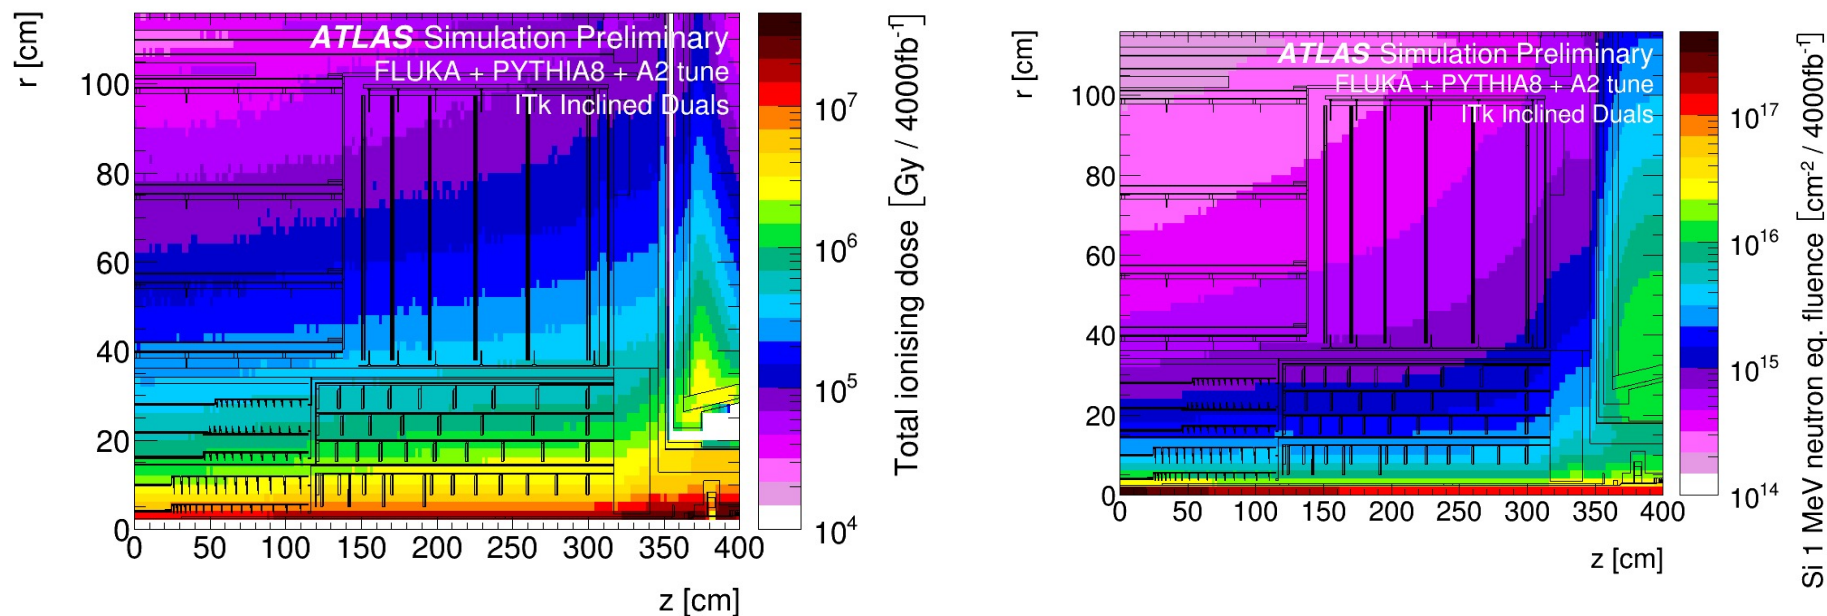 r [cm]
ATLAS Simulation Preliminary
FLUKA + PYTHIA8 + A2 tune
ITk Inclined Duals
100
80
60
40
20
0
0 50 100 150 200 250 300 350 400
z [cm]
10⁷
10⁶
10⁵
10⁴
Total ionising dose [Gy / 4000fb⁻¹]
r [cm]
ATLAS Simulation Preliminary
FLUKA + PYTHIA8 + A2 tune
ITk Inclined Duals
100
80
60
40
20
0
0 50 100 150 200 250 300 350 400
z [cm]
10¹⁷
10¹⁶
10¹⁵
10¹⁴
Si 1 MeV neutron eq. fluence [cm⁻² / 4000fb⁻¹]